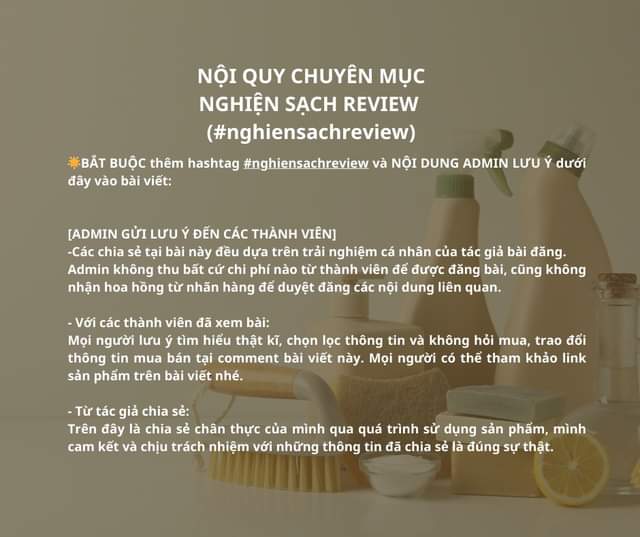 NỘI QUY CHUYÊN MỤC
NGHIỆN SẠCH REVIEW
(#nghiensachreview)
BẮT BUỘC thêm hashtag #nghiensachreview và NỘI DUNG ADMIN LƯU Ý dưới
đây vào bài viết:
[ADMIN GỬI LƯU Ý ĐẾN CÁC THÀNH VIÊN]
-Các chia sẻ tại bài này đều dựa trên trải nghiệm cá nhân của tác giả bài đăng.
Admin không thu bất cứ chi phí nào từ thành viên để được đăng bài, cũng không
nhận hoa hồng từ nhãn hàng để duyệt đăng các nội dung liên quan.
- Với các thành viên đã xem bài:
Mọi người lưu ý tìm hiểu thật kĩ, chọn lọc thông tin và không hỏi mua, trao đổi
thông tin mua bán tại comment bài viết này. Mọi người có thể tham khảo link
sản phẩm trên bài viết nhé.
- Từ tác giả chia sẻ:
Trên đây là chia sẻ chân thực của mình qua quá trình sử dụng sản phẩm, mình
cam kết và chịu trách nhiệm với những thông tin đã chia sẻ là đúng sự thật.